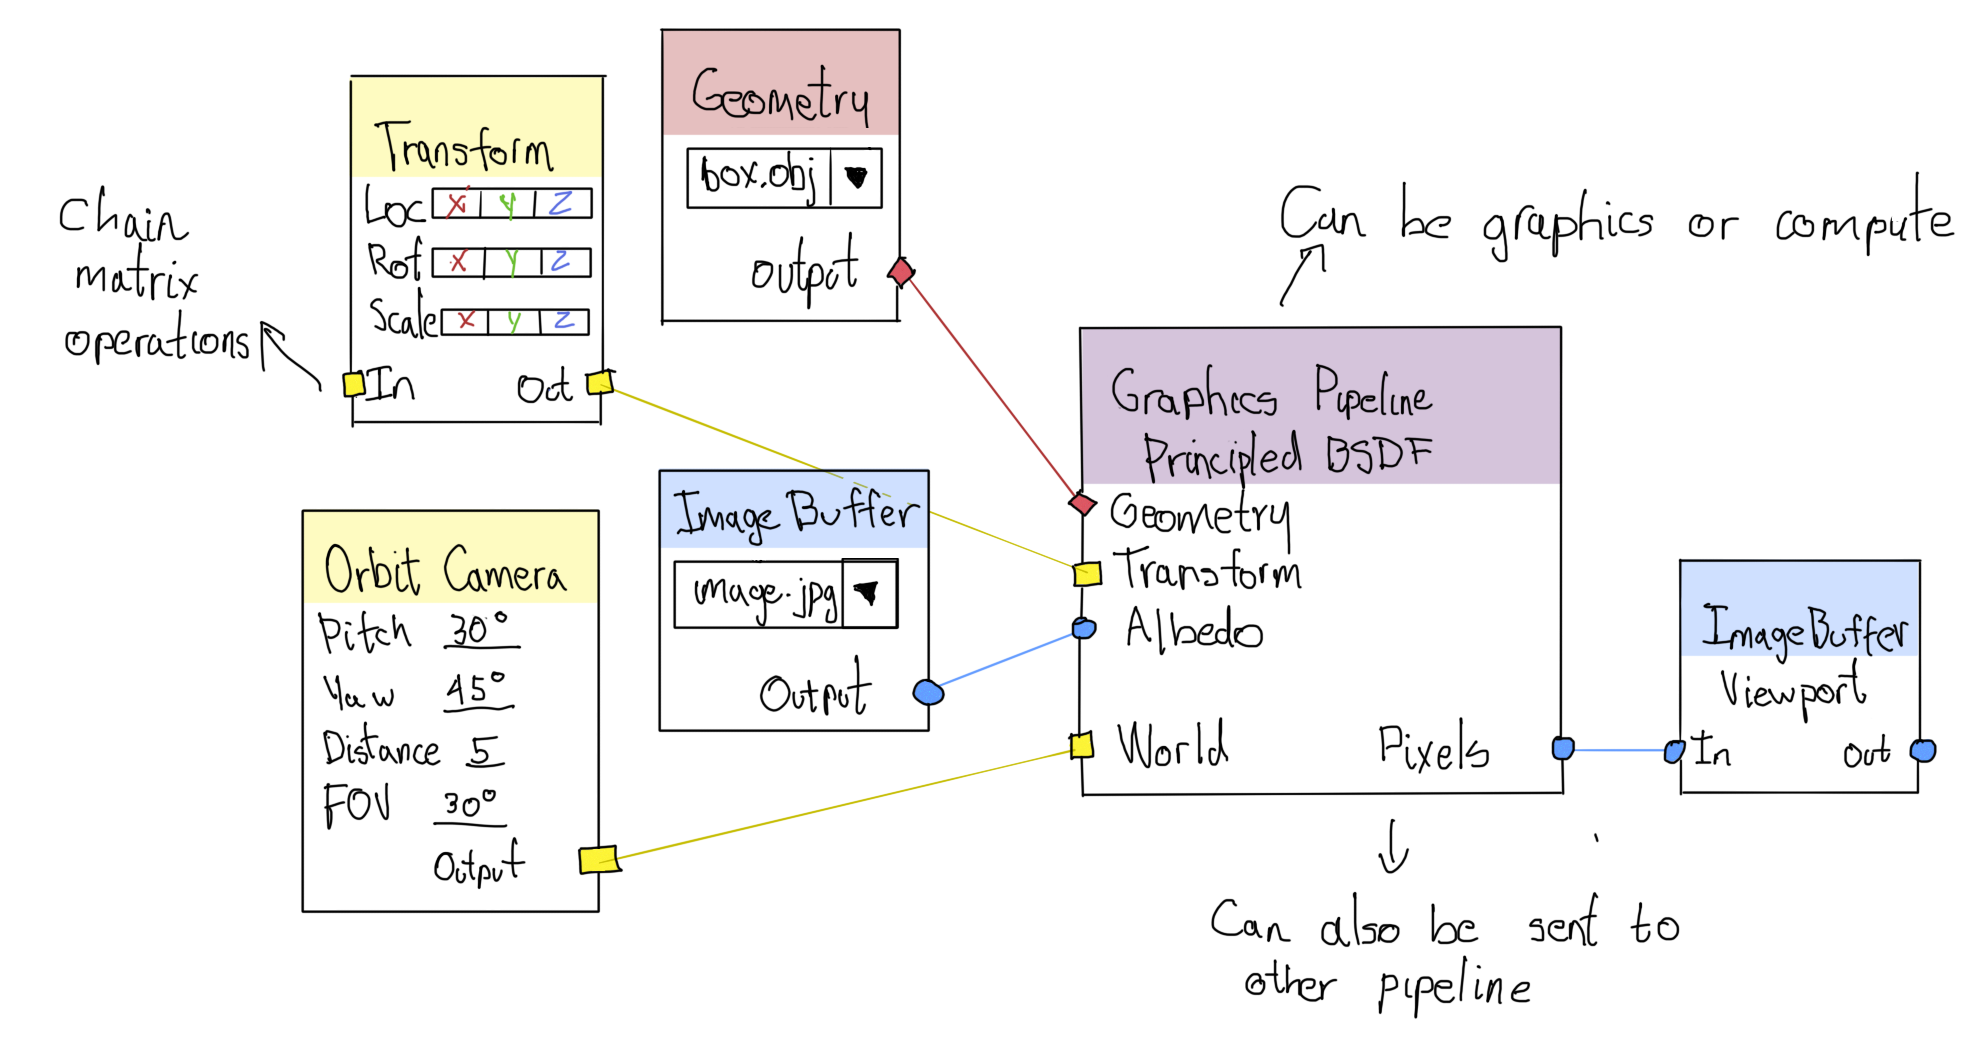 Chain
matrix
operations
Transform
Loc X Y Z
Rot X Y Z
Scale X Y Z
In Out
Geometry
box.obj
output
Can be graphics or compute
Orbit Camera
Pitch 30°
Yaw 45°
Distance 5
FOV 30°
Output
Image Buffer
image.jpg
Output
Graphics Pipeline
Principled BSDF
Geometry
Transform
Albedo
World Pixels
Image Buffer
Viewport
In Out
Can also be sent to
other pipeline